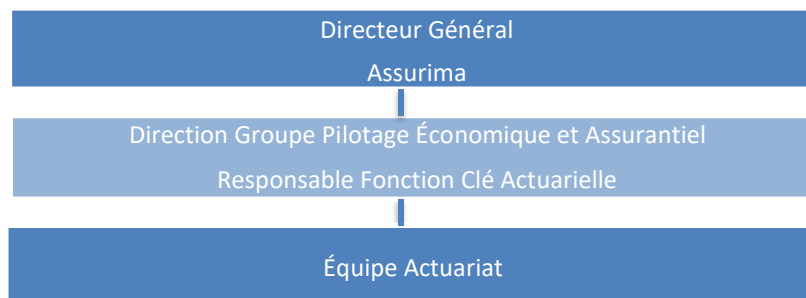 Directeur Général
Assurima
Direction Groupe Pilotage Économique et Assurantiel
Responsable Fonction Clé Actuarielle
Équipe Actuariat